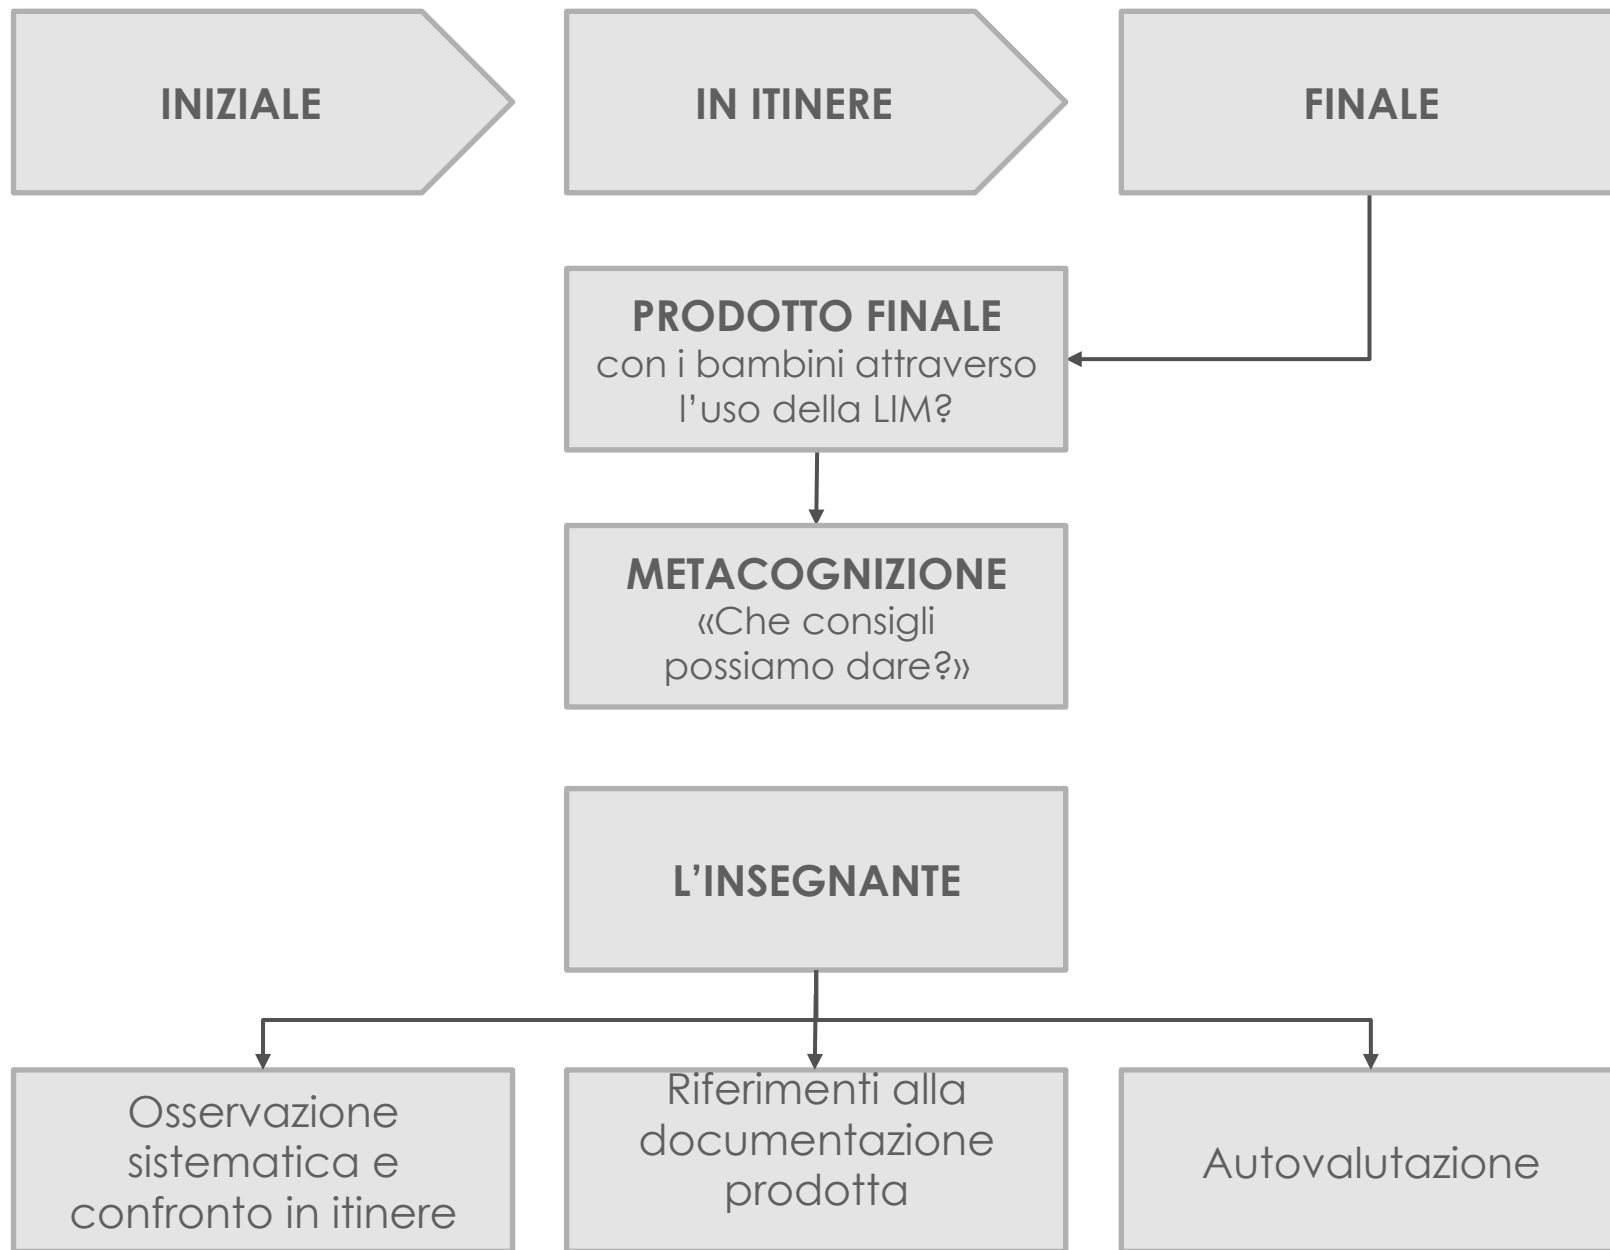 INIZIALE
IN ITINERE
FINALE
PRODOTTO FINALE
con i bambini attraverso
l’uso della LIM?
METACOGNIZIONE
«Che consigli
possiamo dare?»
L’INSEGNANTE
Osservazione
sistematica e
confronto in itinere
Riferimenti alla
documentazione
prodotta
Autovalutazione